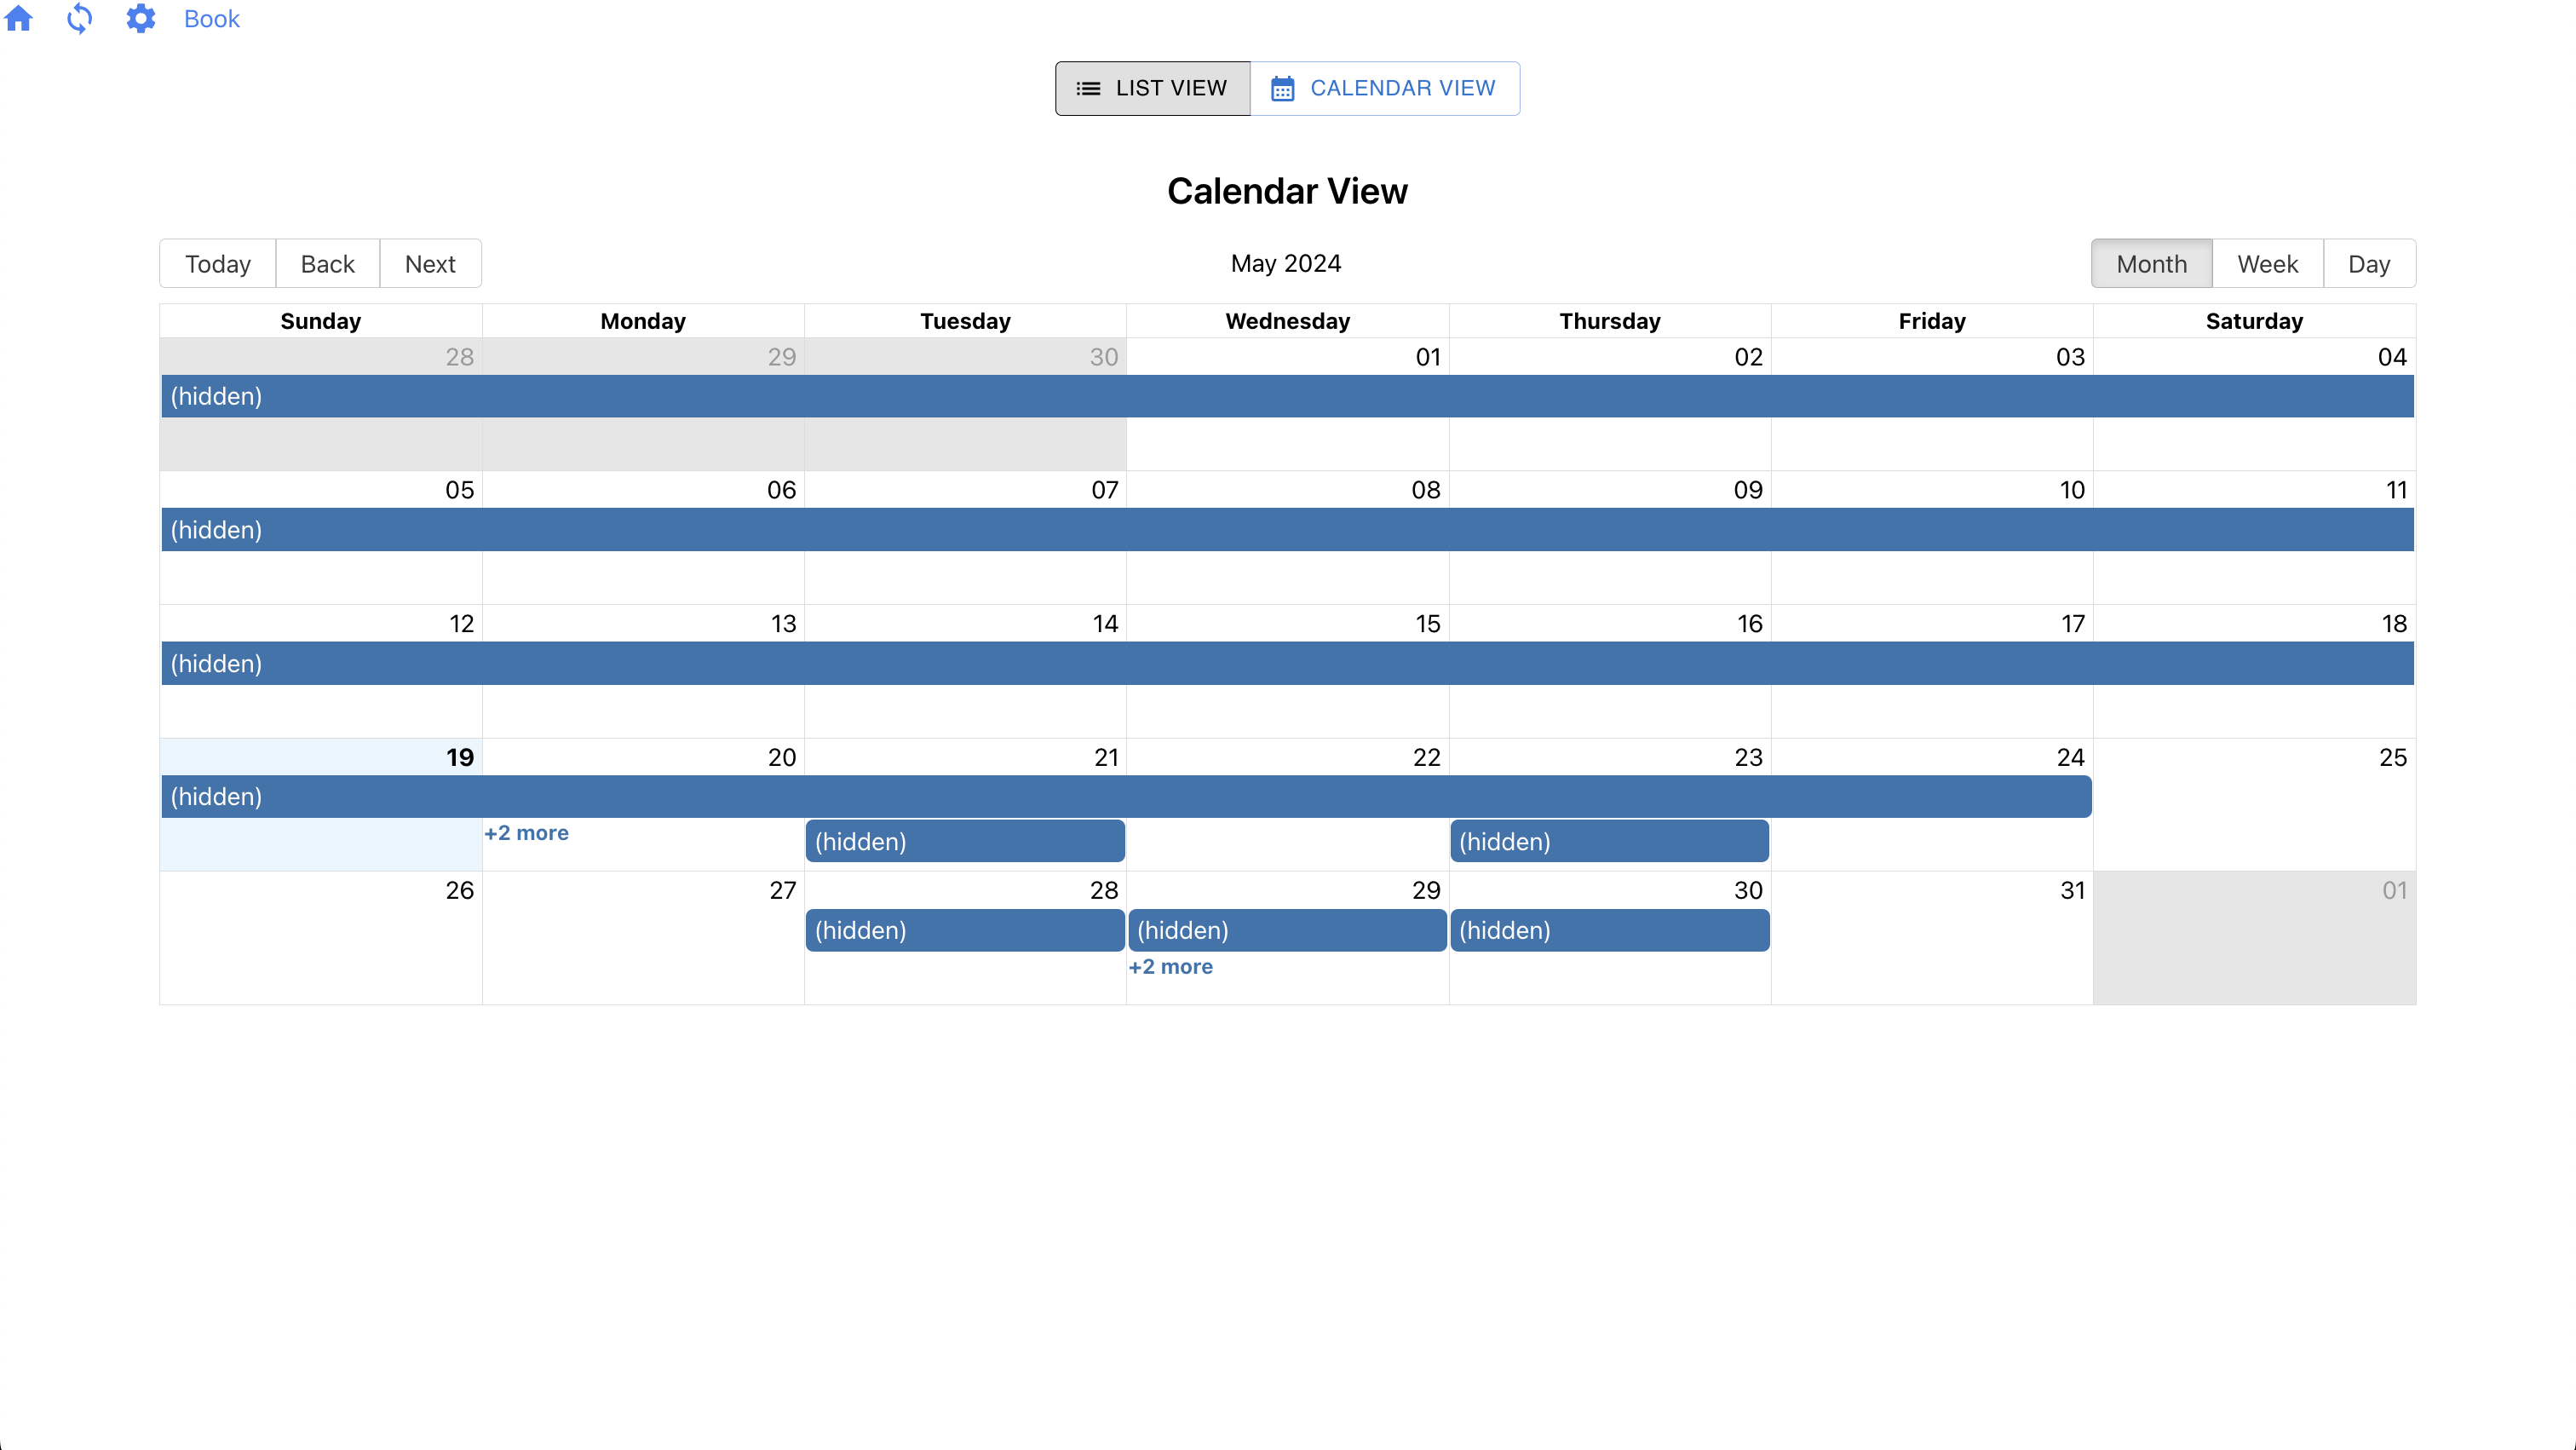 Book
LIST VIEW CALENDAR VIEW
Calendar View
Today Back Next May 2024 Month Week Day
Sunday Monday Tuesday Wednesday Thursday Friday Saturday
28 29 30 01 02 03 04
(hidden)
05 06 07 08 09 10 11
(hidden)
12 13 14 15 16 17 18
(hidden)
19 20 21 22 23 24 25
(hidden)
+2 more (hidden) (hidden)
26 27 28 29 30 31 01
(hidden) (hidden) (hidden)
+2 more